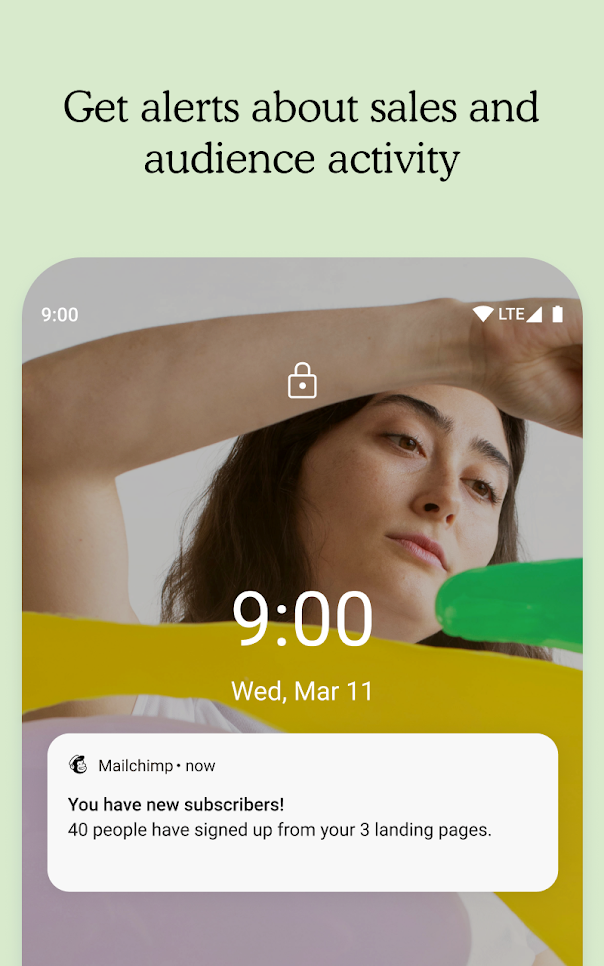 Get alerts about sales and
audience activity
9:00
LTE
9:00
Wed, Mar 11
Mailchimp • now
You have new subscribers!
40 people have signed up from your 3 landing pages.